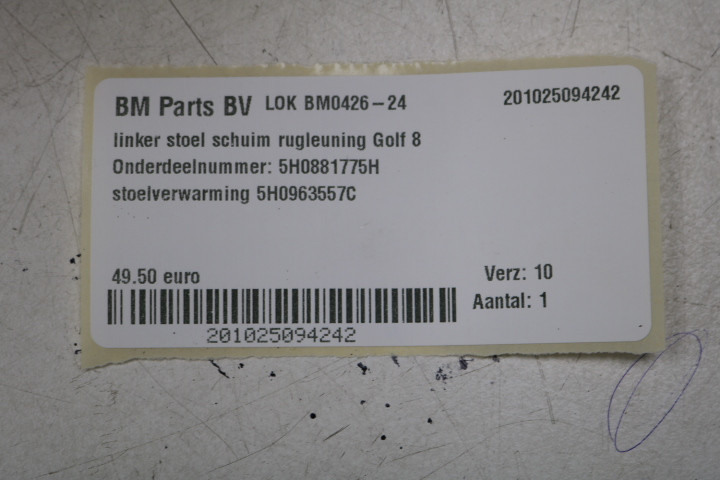 BM Parts BV LOK BM0426-24 201025094242
linker stoel schuim rugleuning Golf 8
Onderdeelnummer: 5H0881775H
stoelverwarming 5H0963557C
49.50 euro Verz: 10
Aantal: 1
201025094242